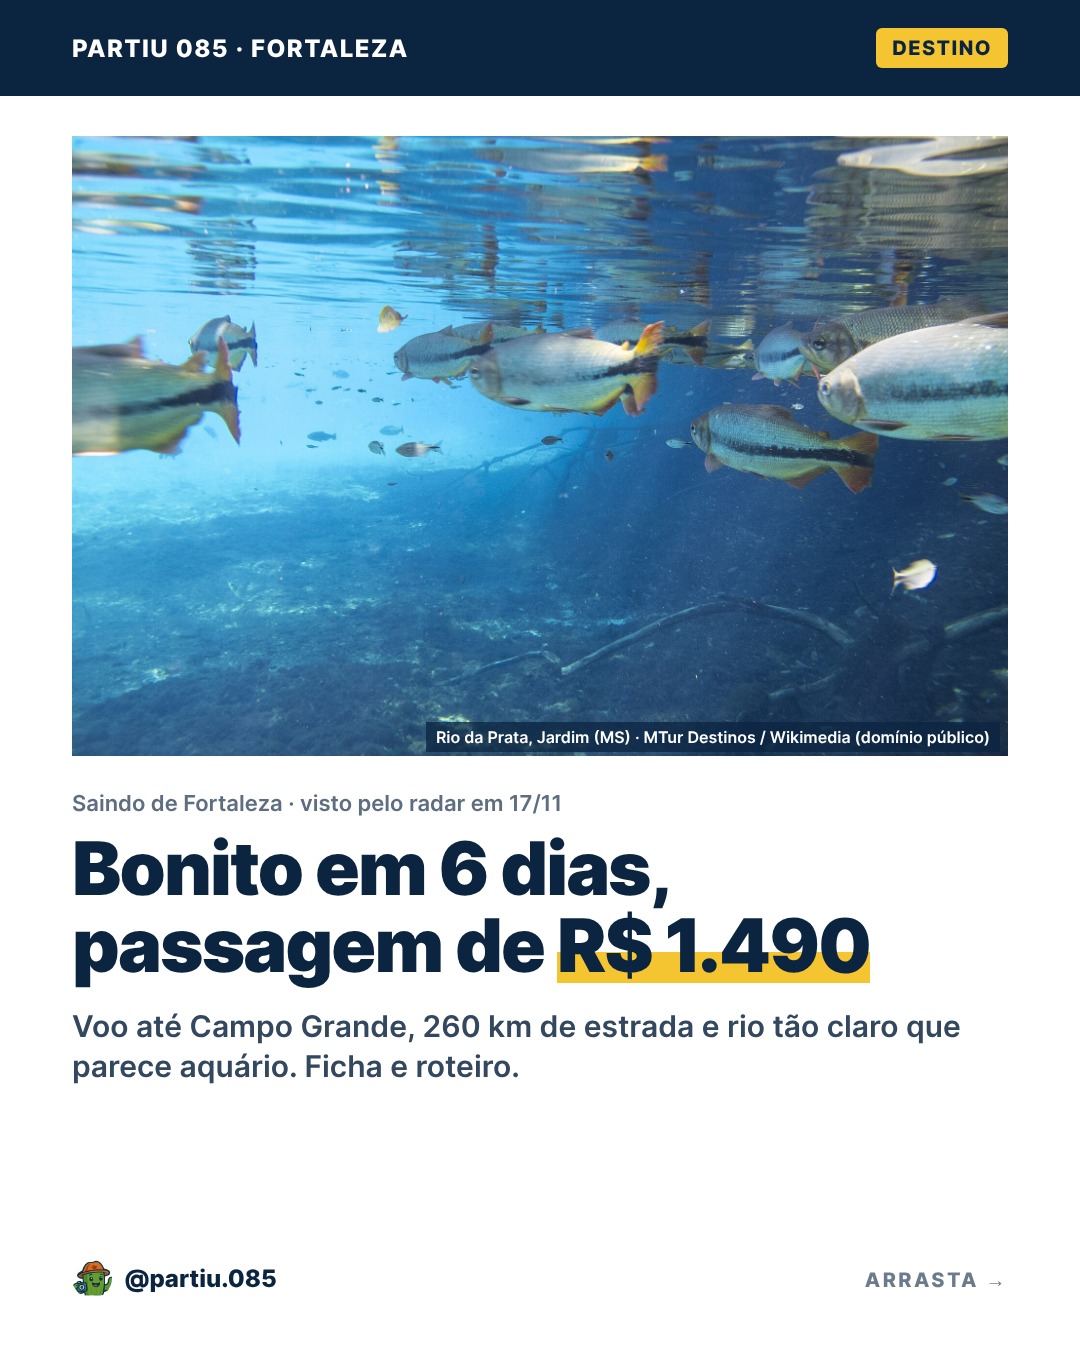 PARTIU 085 · FORTALEZA
DESTINO
Rio da Prata, Jardim (MS) · MTur Destinos / Wikimedia (domínio público)
Saindo de Fortaleza · visto pelo radar em 17/11
Bonito em 6 dias,
passagem de R$ 1.490
Voo até Campo Grande, 260 km de estrada e rio tão claro que
parece aquário. Ficha e roteiro.
@partiu.085
ARRASTA →